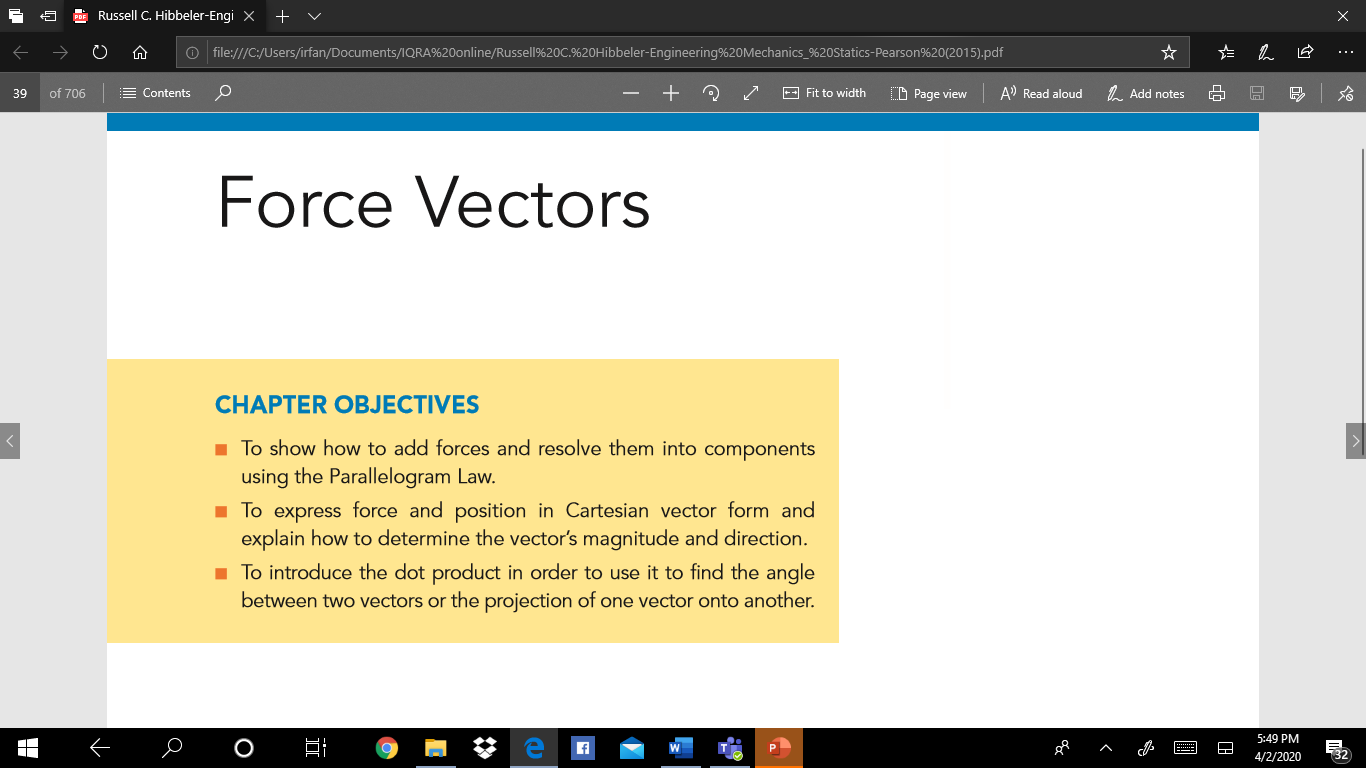 Russell C. Hibbeler-Engi
file:///C:/Users/irfan/Documents/IQRA%20online/Russell%20C.%20Hibbeler-Engineering%20Mechanics_%20Statics-Pearson%20(2015).pdf
39 of 706 Contents Fit to width Page view Read aloud Add notes
Force Vectors
CHAPTER OBJECTIVES
To show how to add forces and resolve them into components
using the Parallelogram Law.
To express force and position in Cartesian vector form and
explain how to determine the vector's magnitude and direction.
To introduce the dot product in order to use it to find the angle
between two vectors or the projection of one vector onto another.
5:49 PM
4/2/2020
32